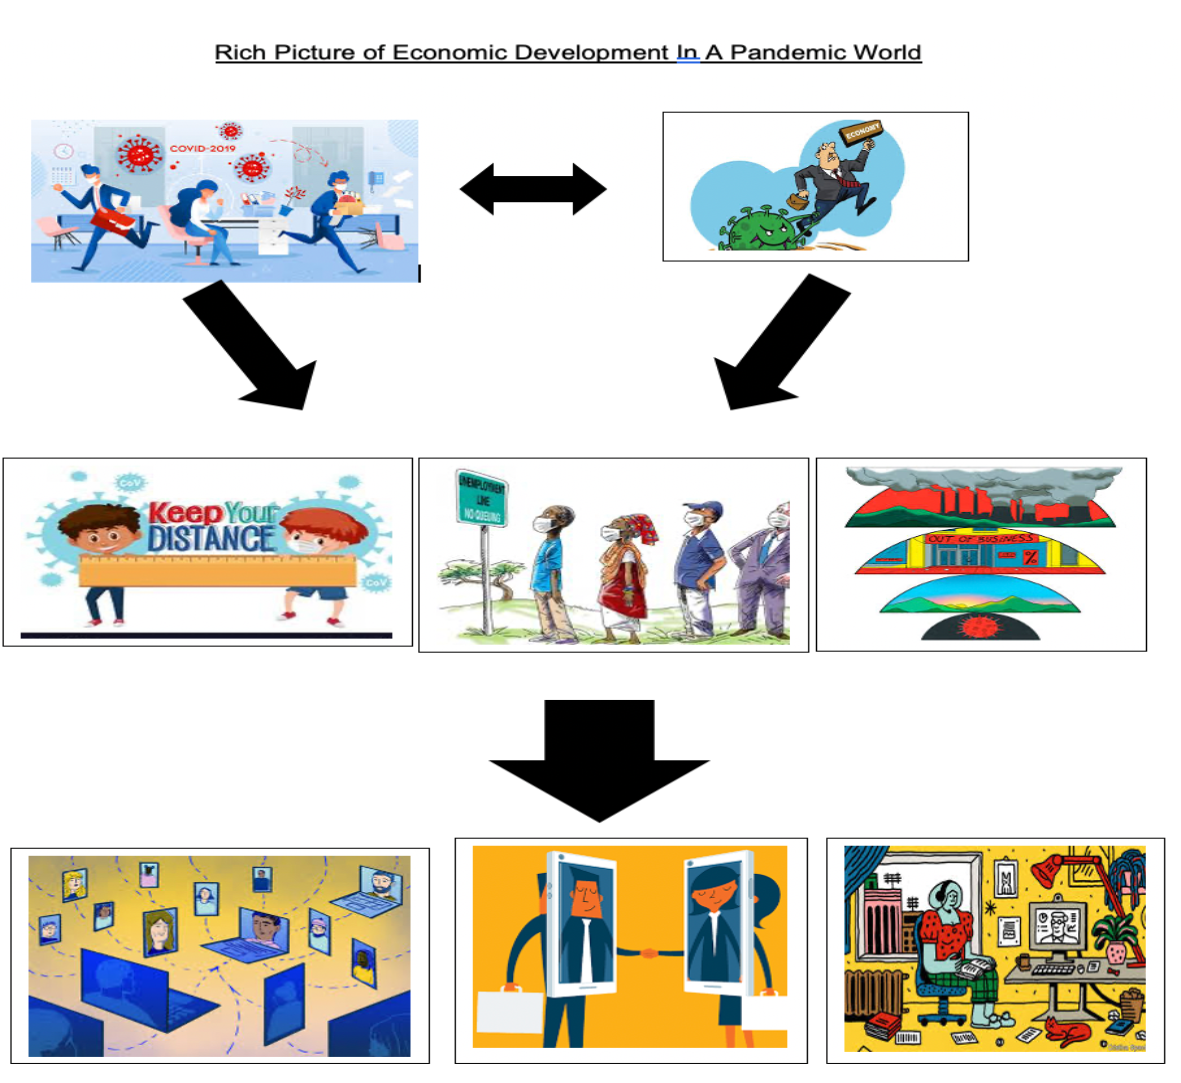 Rich Picture of Economic Development In A Pandemic World
COVID-2019
ECONOMY
CoV
Keep Your
DISTANCE
CoV
UNEMPLOYMENT
LINE
NO QUEUING
OUT OF BUSINESS
%